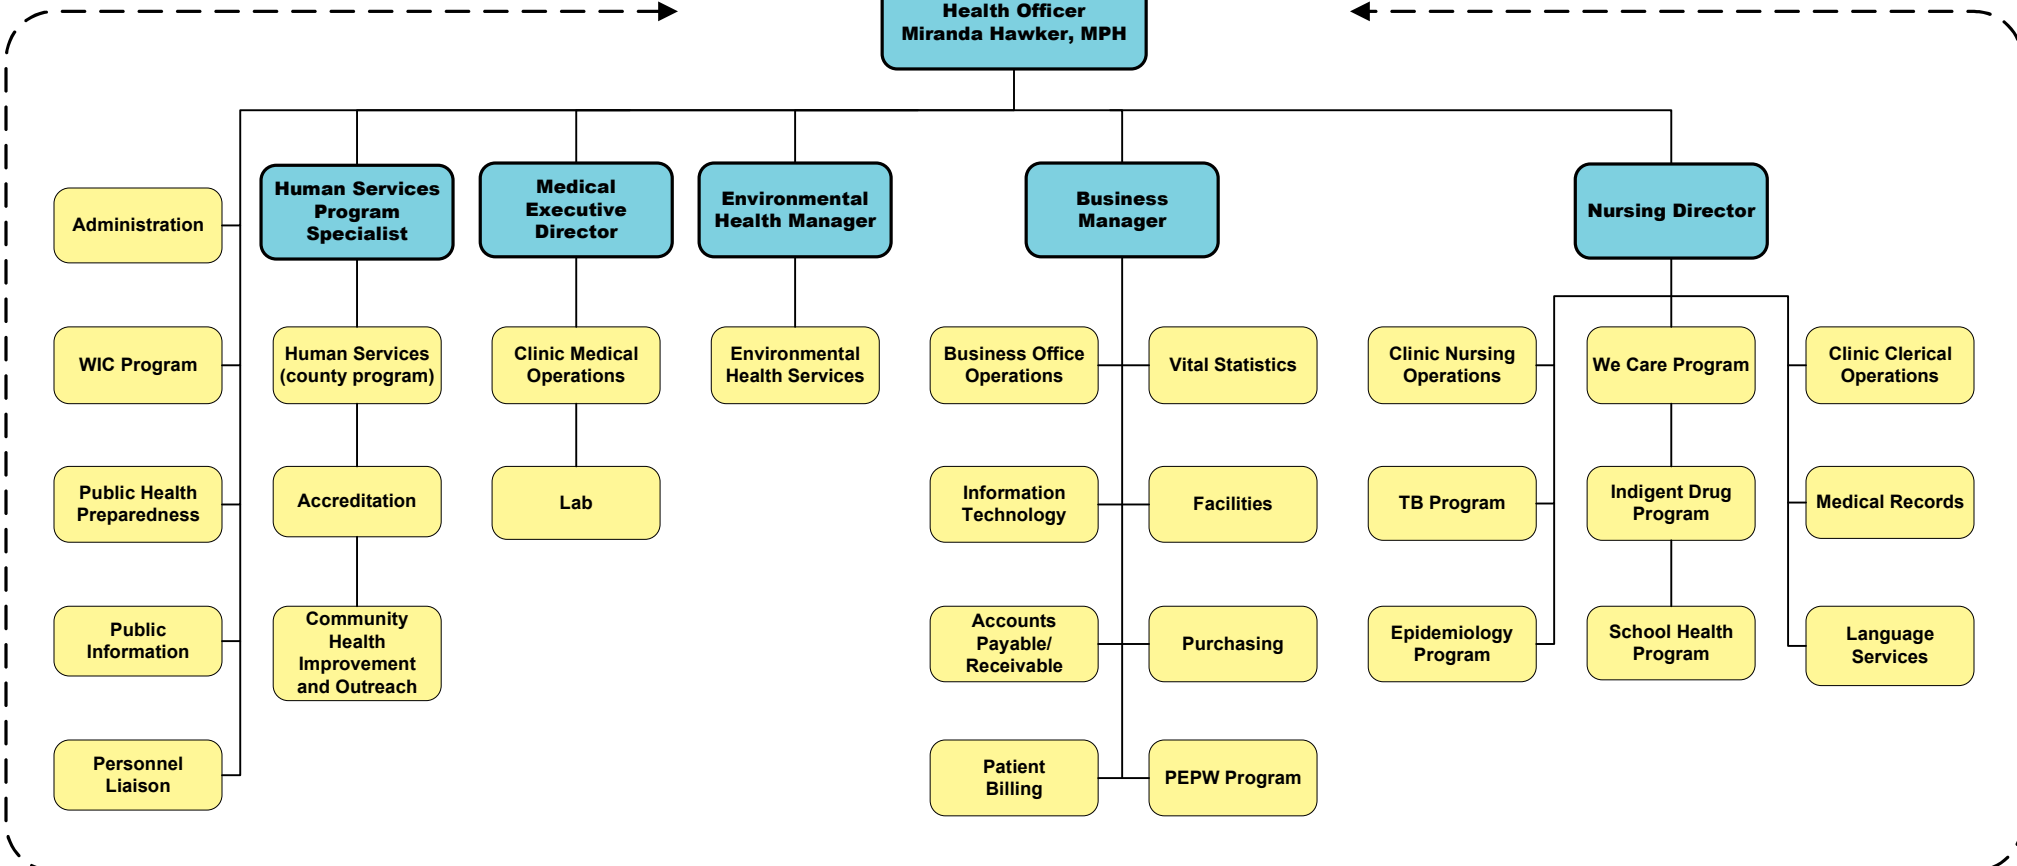 Health Officer
Miranda Hawker, MPH
Human Services
Program
Specialist
Medical
Executive
Director
Environmental
Health Manager
Business
Manager
Nursing Director
Administration
WIC Program
Public Health
Preparedness
Public
Information
Personnel
Liaison
Human Services
(county program)
Accreditation
Community
Health
Improvement
and Outreach
Clinic Medical
Operations
Lab
Environmental
Health Services
Business Office
Operations
Information
Technology
Accounts
Payable/
Receivable
Patient
Billing
Vital Statistics
Facilities
Purchasing
PEPW Program
Clinic Nursing
Operations
TB Program
Epidemiology
Program
We Care Program
Indigent Drug
Program
School Health
Program
Clinic Clerical
Operations
Medical Records
Language
Services